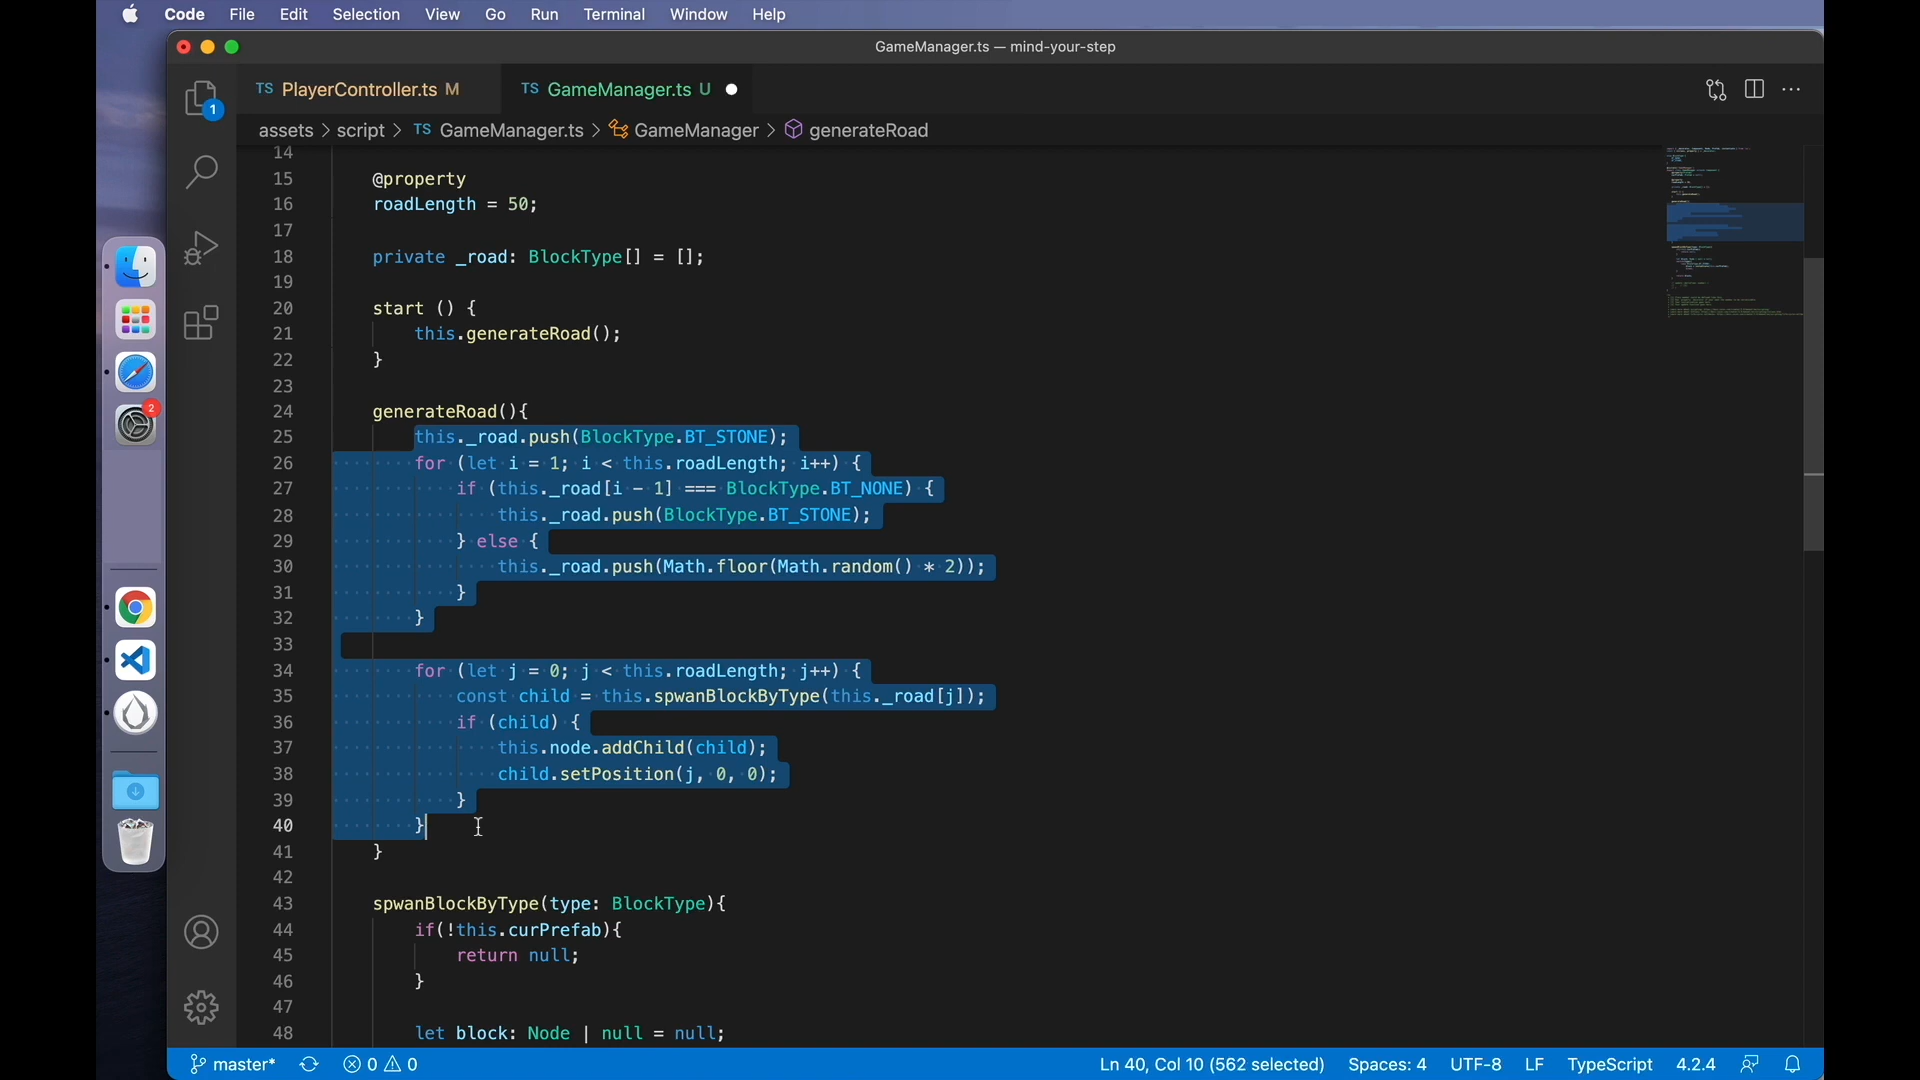 Code File Edit Selection View Go Run Terminal Window Help
GameManager.ts — mind-your-step
TS PlayerController.ts M
TS GameManager.ts U
1
assets > script > TS GameManager.ts > GameManager > generateRoad
14
15 @property
16 roadLength = 50;
17
18 private _road: BlockType[] = [];
19
20 start () {
21 this.generateRoad();
22 }
23
24 generateRoad(){
25 this._road.push(BlockType.BT_STONE);
26 for (let i = 1; i < this.roadLength; i++) {
27 if (this._road[i - 1] === BlockType.BT_NONE) {
28 this._road.push(BlockType.BT_STONE);
29 } else {
30 this._road.push(Math.floor(Math.random() * 2));
31 }
32 }
33
34 for (let j = 0; j < this.roadLength; j++) {
35 const child = this.spwanBlockByType(this._road[j]);
36 if (child) {
37 this.node.addChild(child);
38 child.setPosition(j, 0, 0);
39 }
40 }
41 }
42
43 spwanBlockByType(type: BlockType){
44 if(!this.curPrefab){
45 return null;
46 }
47
48 let block: Node | null = null;
2
master* 0 0 Ln 40, Col 10 (562 selected) Spaces: 4 UTF-8 LF TypeScript 4.2.4